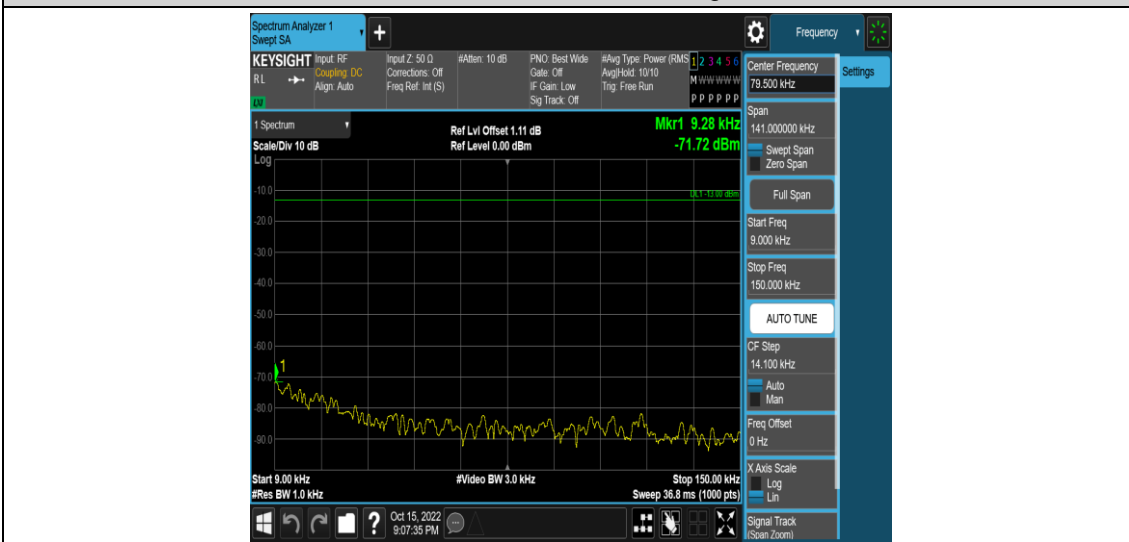 Spectrum Analyzer 1
Swept SA
+
Frequency
KEYSIGHT
RL
LXI
Input: RF
Coupling: DC
Align: Auto
Input Z: 50 Ω
Corrections: Off
Freq Ref: Int (S)
#Atten: 10 dB
PNO: Best Wide
Gate: Off
IF Gain: Low
Sig Track: Off
#Avg Type: Power (RMS
Avg|Hold: 10/10
Trig: Free Run
1 2 3 4 5 6
M W W W W W
P P P P P P
Center Frequency
79.500 kHz
Settings
1 Spectrum
Scale/Div 10 dB
Log
Ref Lvl Offset 1.11 dB
Ref Level 0.00 dBm
Mkr1 9.28 kHz
-71.72 dBm
Span
141.000000 kHz
Swept Span
Zero Span
Full Span
DL1 -13.00 dBm
-10.0
-20.0
-30.0
-40.0
-50.0
-60.0
-70.0
-80.0
-90.0
1
Start Freq
9.000 kHz
Stop Freq
150.000 kHz
AUTO TUNE
CF Step
14.100 kHz
Auto
Man
Freq Offset
0 Hz
X Axis Scale
Log
Lin
Signal Track
(Span Zoom)
Start 9.00 kHz
#Res BW 1.0 kHz
#Video BW 3.0 kHz
Stop 150.00 kHz
Sweep 36.8 ms (1000 pts)
?
Oct 15, 2022
9:07:35 PM